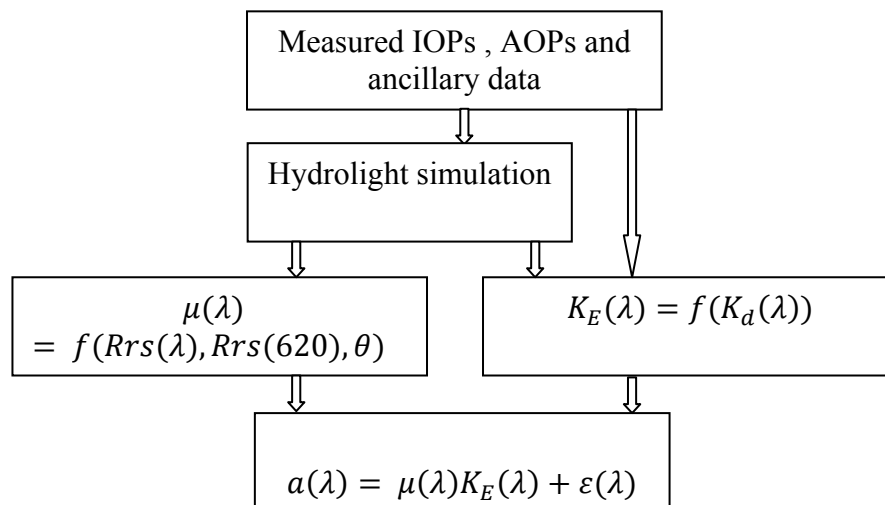 Measured IOPs , AOPs and
ancillary data
Hydrolight simulation
μ(λ)
= f(Rrs(λ), Rrs(620), θ)
K_E(λ) = f(K_d(λ))
a(λ) = μ(λ)K_E(λ) + ε(λ)